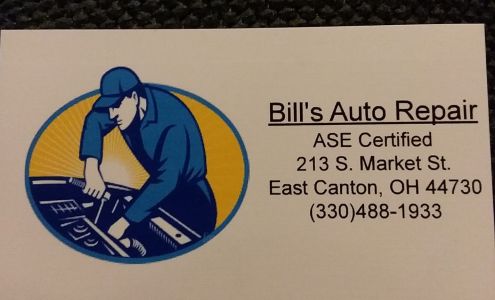 Bill's Auto Repair
ASE Certified
213 S. Market St.
East Canton, OH 44730
(330)488-1933